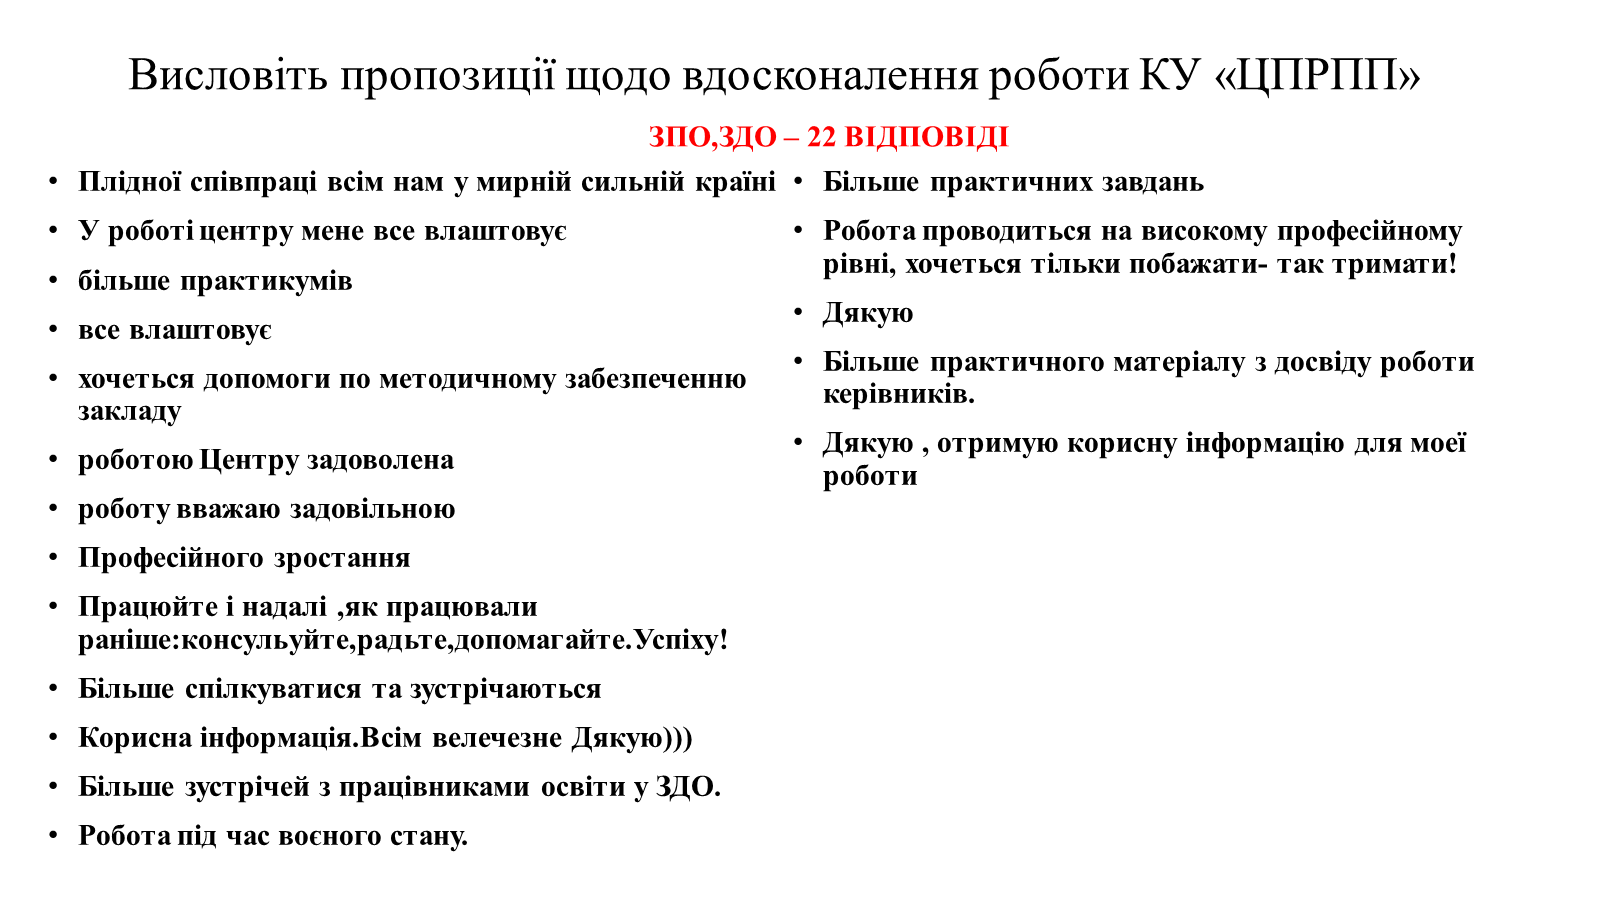 Висловіть пропозиції щодо вдосконалення роботи КУ «ЦПРПП»
ЗПО,ЗДО – 22 ВІДПОВІДІ
• Плідної співпраці всім нам у мирній сильній країні
• У роботі центру мене все влаштовує
• більше практикумів
• все влаштовує
• хочеться допомоги по методичному забезпеченню
закладу
• роботою Центру задоволена
• роботу вважаю задовільною
• Професійного зростання
• Працюйте і надалі ,як працювали
раніше:консульуйте,радьте,допомагайте.Успіху!
• Більше спілкуватися та зустрічаються
• Корисна інформація.Всім велечезне Дякую)))
• Більше зустрічей з працівниками освіти у ЗДО.
• Робота під час воєного стану.
• Більше практичних завдань
• Робота проводиться на високому професійному
рівні, хочеться тільки побажати- так тримати!
• Дякую
• Більше практичного матеріалу з досвіду роботи
керівників.
• Дякую , отримую корисну інформацію для моєї
роботи